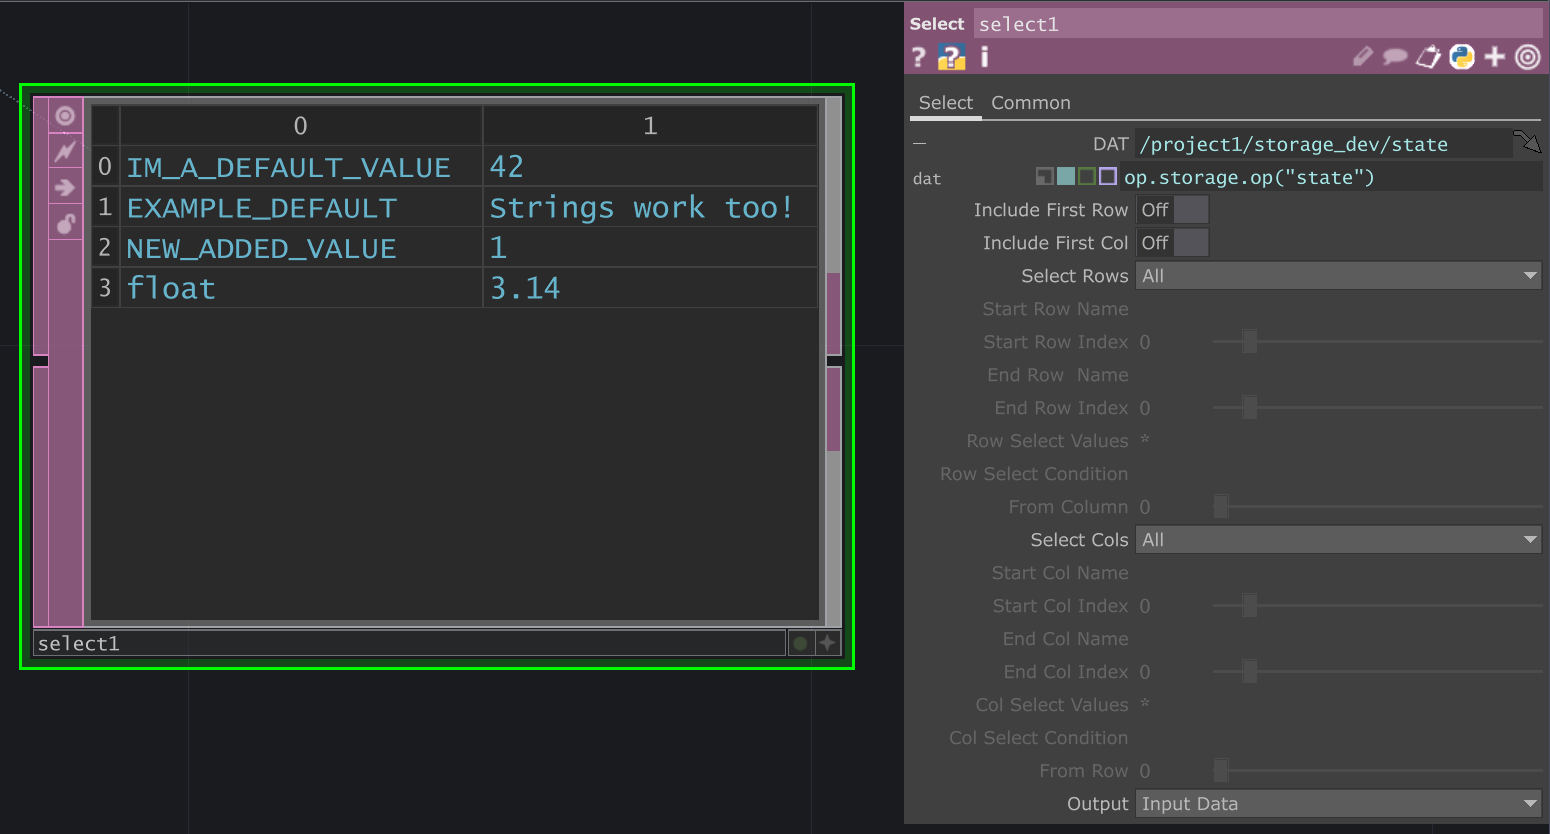 0 1
0 IM_A_DEFAULT_VALUE 42
1 EXAMPLE_DEFAULT Strings work too!
2 NEW_ADDED_VALUE 1
3 float 3.14
select1
Select select1
? ? i
Select Common
DAT /project1/storage_dev/state
dat op.storage.op("state")
Include First Row Off
Include First Col Off
Select Rows All
Start Row Name
Start Row Index 0
End Row Name
End Row Index 0
Row Select Values *
Row Select Condition
From Column 0
Select Cols All
Start Col Name
Start Col Index 0
End Col Name
End Col Index 0
Col Select Values *
Col Select Condition
From Row 0
Output Input Data